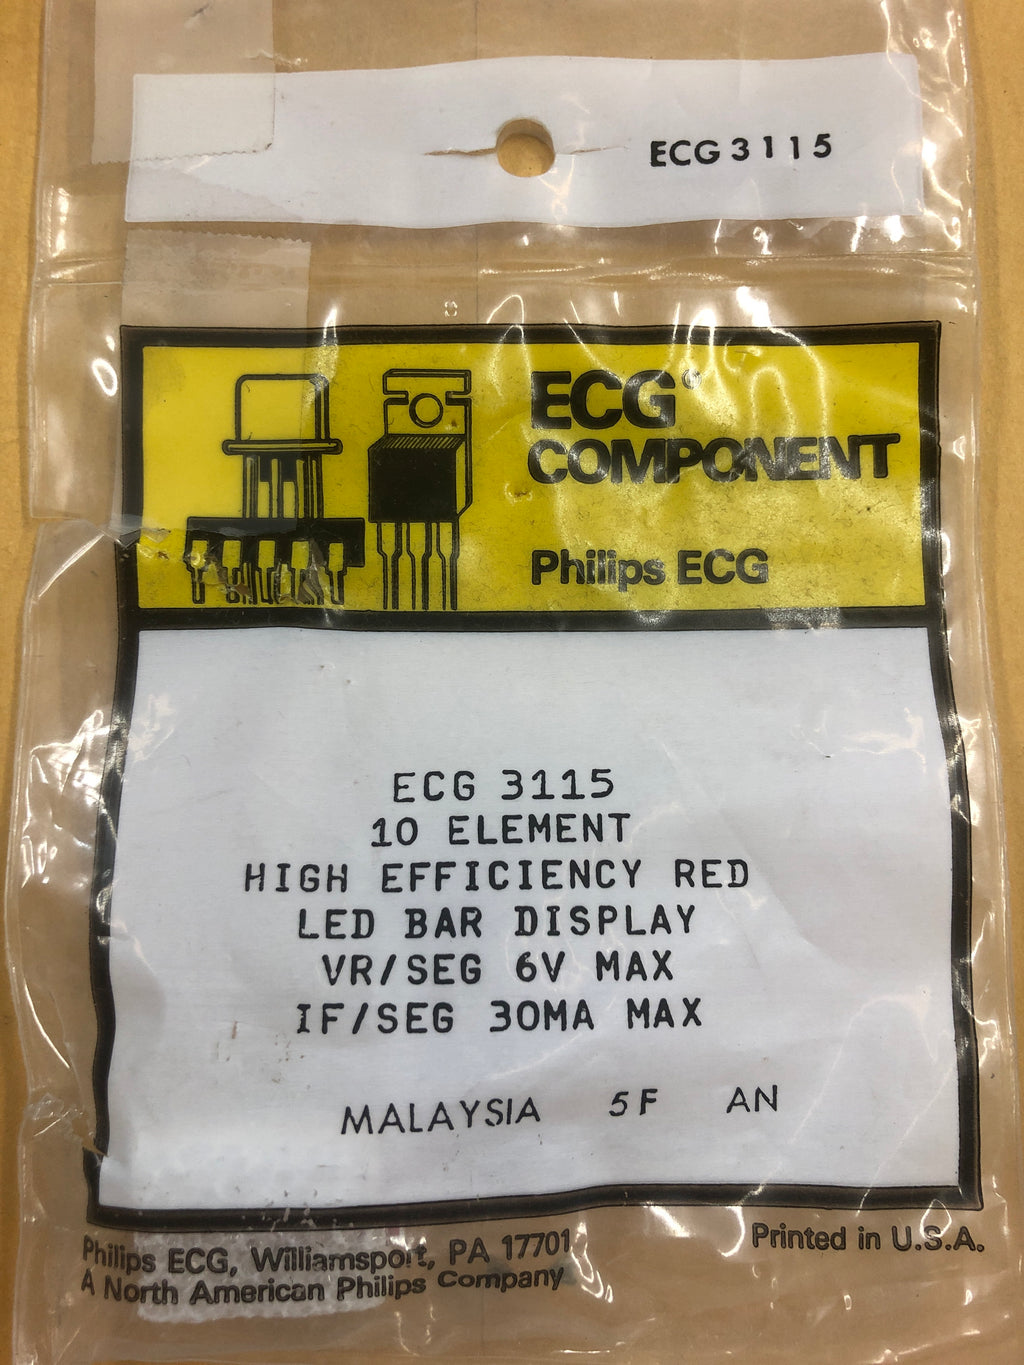 ECG 3115
ECG®
COMPONENT
Philips ECG
ECG 3115
10 ELEMENT
HIGH EFFICIENCY RED
LED BAR DISPLAY
VR/SEG 6V MAX
IF/SEG 30MA MAX
MALAYSIA 5F AN
Philips ECG, Williamsport, PA 17701
A North American Philips Company
Printed in U.S.A.